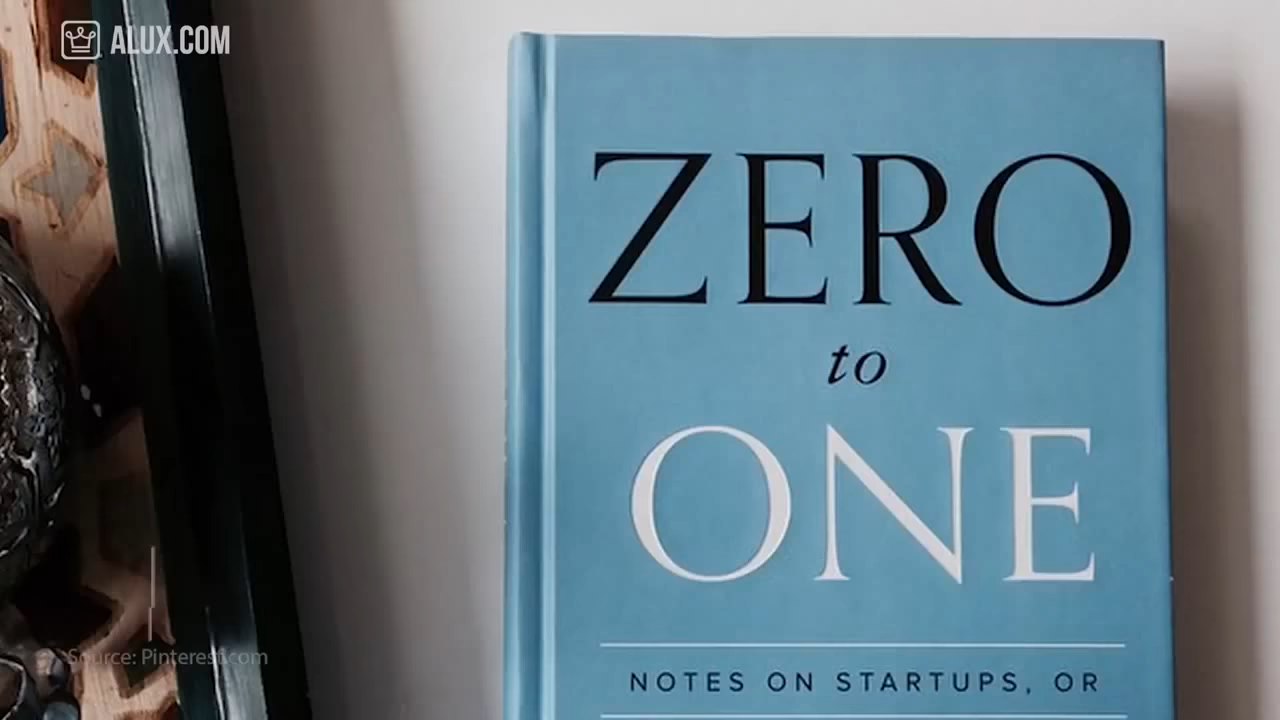 ALUX.COM
ZERO
to
ONE
NOTES ON STARTUPS, OR
Source: Pinterest.com